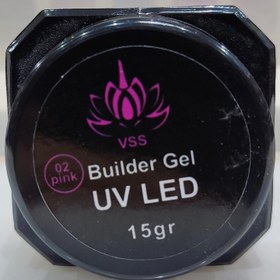 VSS
02
pink
Builder Gel
UV LED
15gr